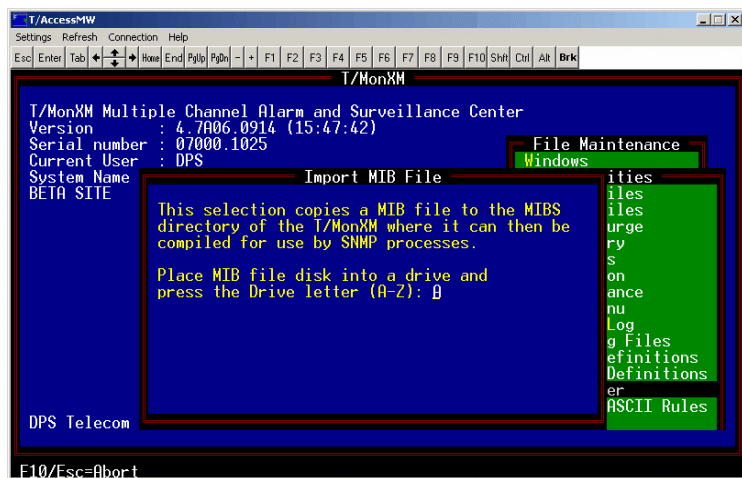 T/AccessMW
Settings Refresh Connection Help
Esc Enter Tab Home End PgUp PgDn - + F1 F2 F3 F4 F5 F6 F7 F8 F9 F10 Shft Ctrl Alt Brk
T/MonXM
T/MonXM Multiple Channel Alarm and Surveillance Center
Version : 4.7A06.0914 (15:47:42)
Serial number : 07000.1025
Current User : DPS
System Name
BETA SITE
File Maintenance
Windows
ities
iles
iles
urge
ry
s
on
ance
nu
Log
g Files
efinitions
Definitions
er
ASCII Rules
Import MIB File
This selection copies a MIB file to the MIBS
directory of the T/MonXM where it can then be
compiled for use by SNMP processes.
Place MIB file disk into a drive and
press the Drive letter (A-Z): A
DPS Telecom
F10/Esc=Abort